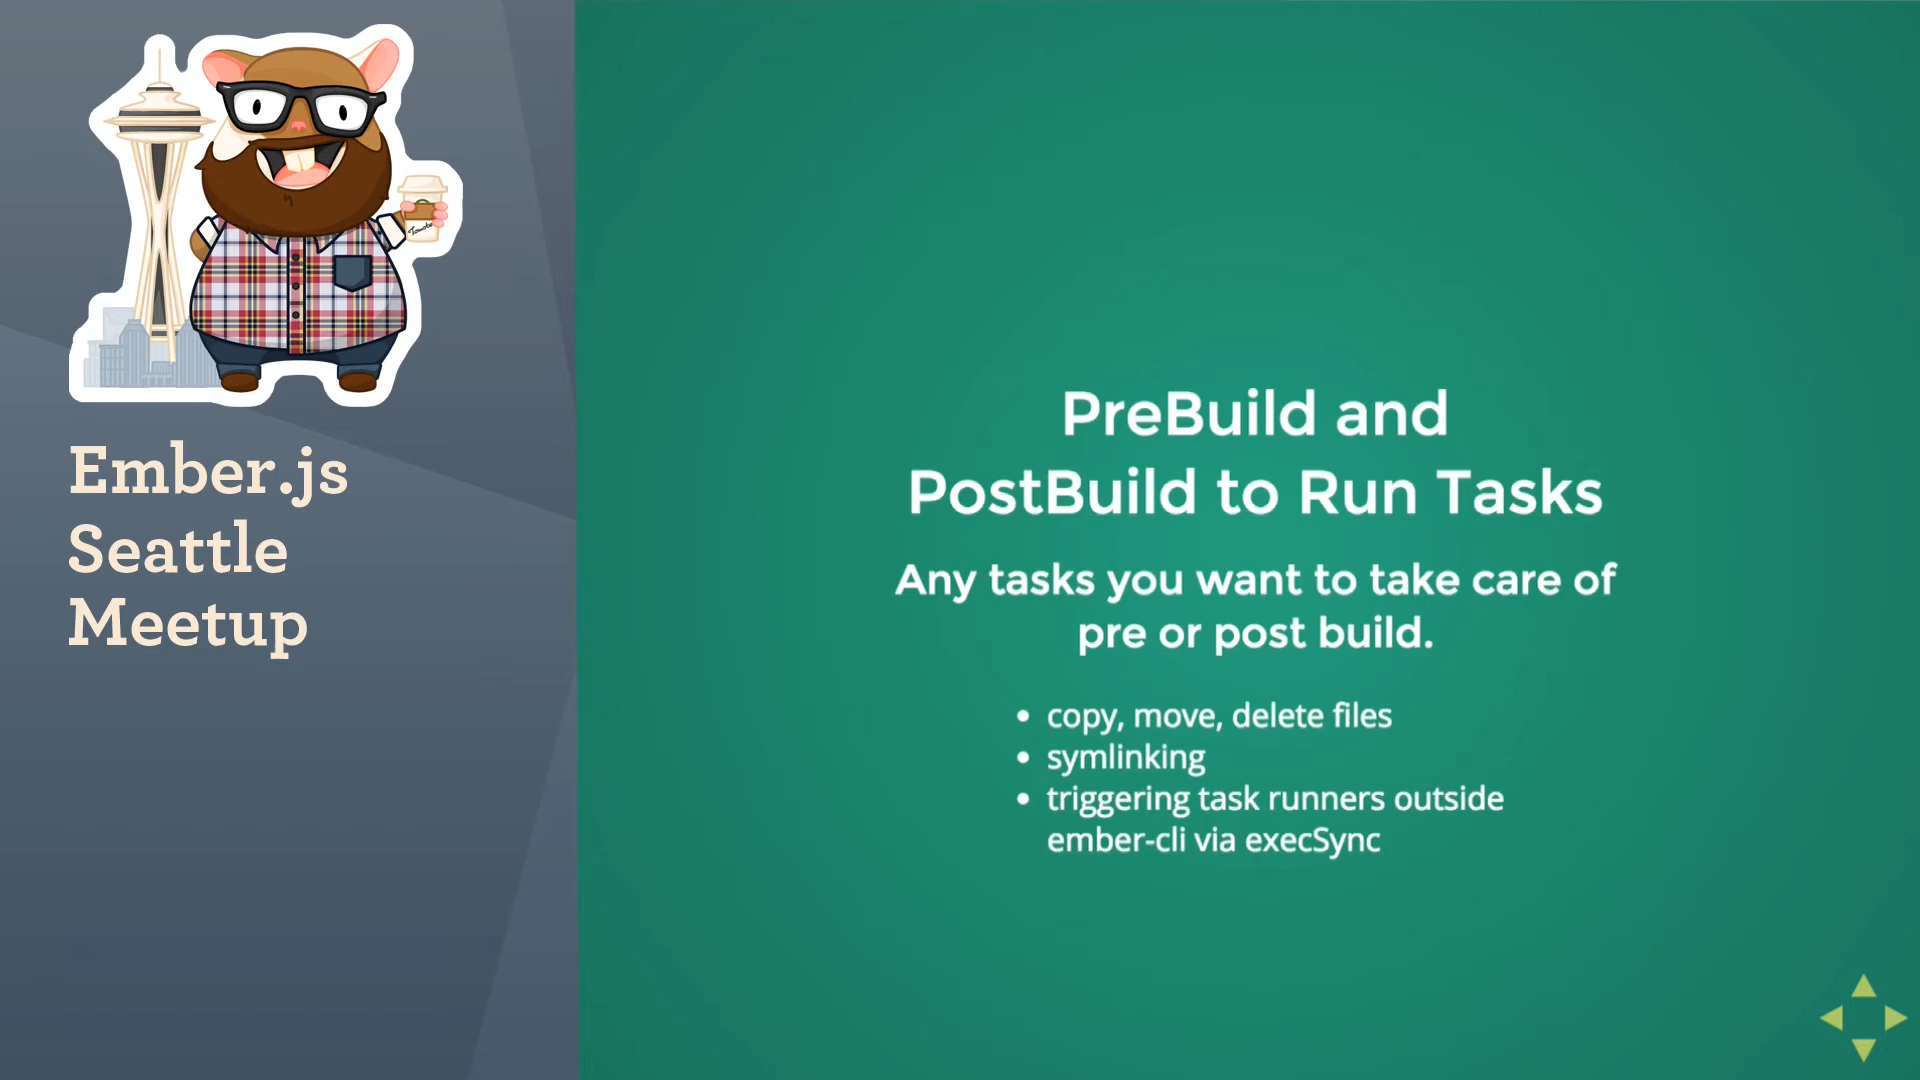 Ember.js
Seattle
Meetup
PreBuild and
PostBuild to Run Tasks
Any tasks you want to take care of
pre or post build.
• copy, move, delete files
• symlinking
• triggering task runners outside
ember-cli via execSync
Tomster